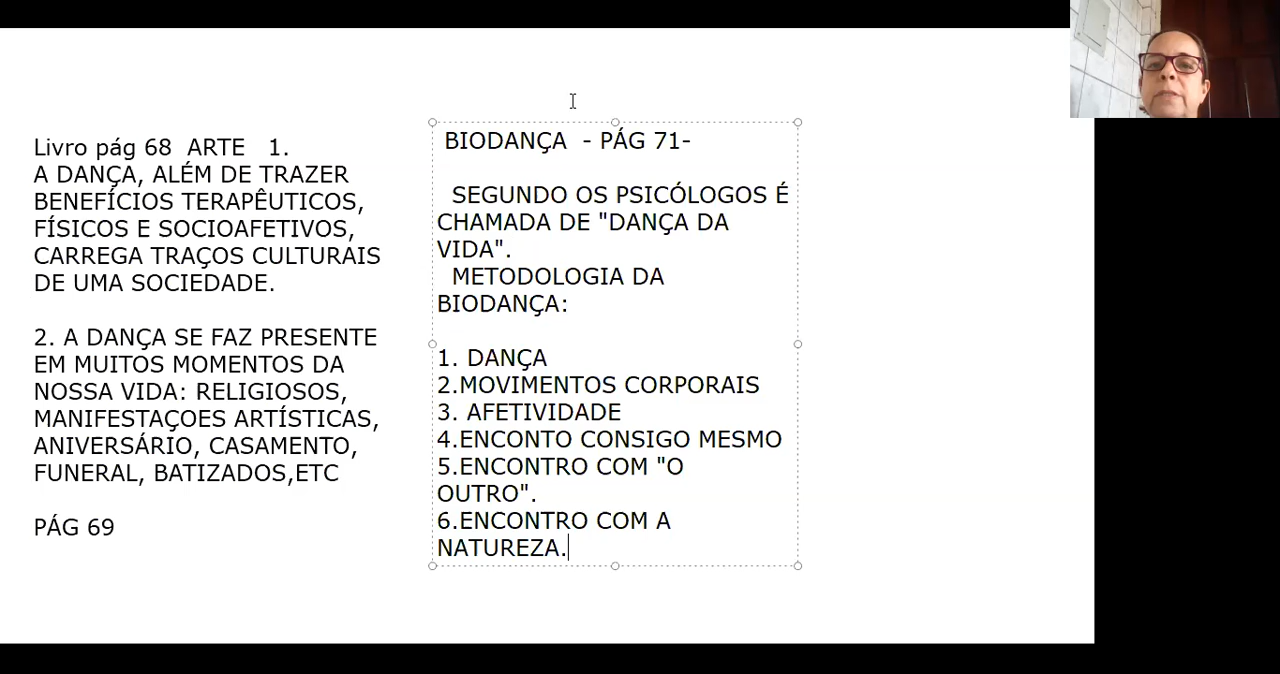 Livro pág 68  ARTE   1.
A DANÇA, ALÉM DE TRAZER
BENEFÍCIOS TERAPÊUTICOS,
FÍSICOS E SOCIOAFETIVOS,
CARREGA TRAÇOS CULTURAIS
DE UMA SOCIEDADE.
2. A DANÇA SE FAZ PRESENTE
EM MUITOS MOMENTOS DA
NOSSA VIDA: RELIGIOSOS,
MANIFESTAÇOES ARTÍSTICAS,
ANIVERSÁRIO, CASAMENTO,
FUNERAL, BATIZADOS,ETC
PÁG 69
BIODANÇA  - PÁG 71-
SEGUNDO OS PSICÓLOGOS É
CHAMADA DE "DANÇA DA
VIDA".
METODOLOGIA DA
BIODANÇA:
1. DANÇA
2.MOVIMENTOS CORPORAIS
3. AFETIVIDADE
4.ENCONTO CONSIGO MESMO
5.ENCONTRO COM "O
OUTRO".
6.ENCONTRO COM A
NATUREZA.